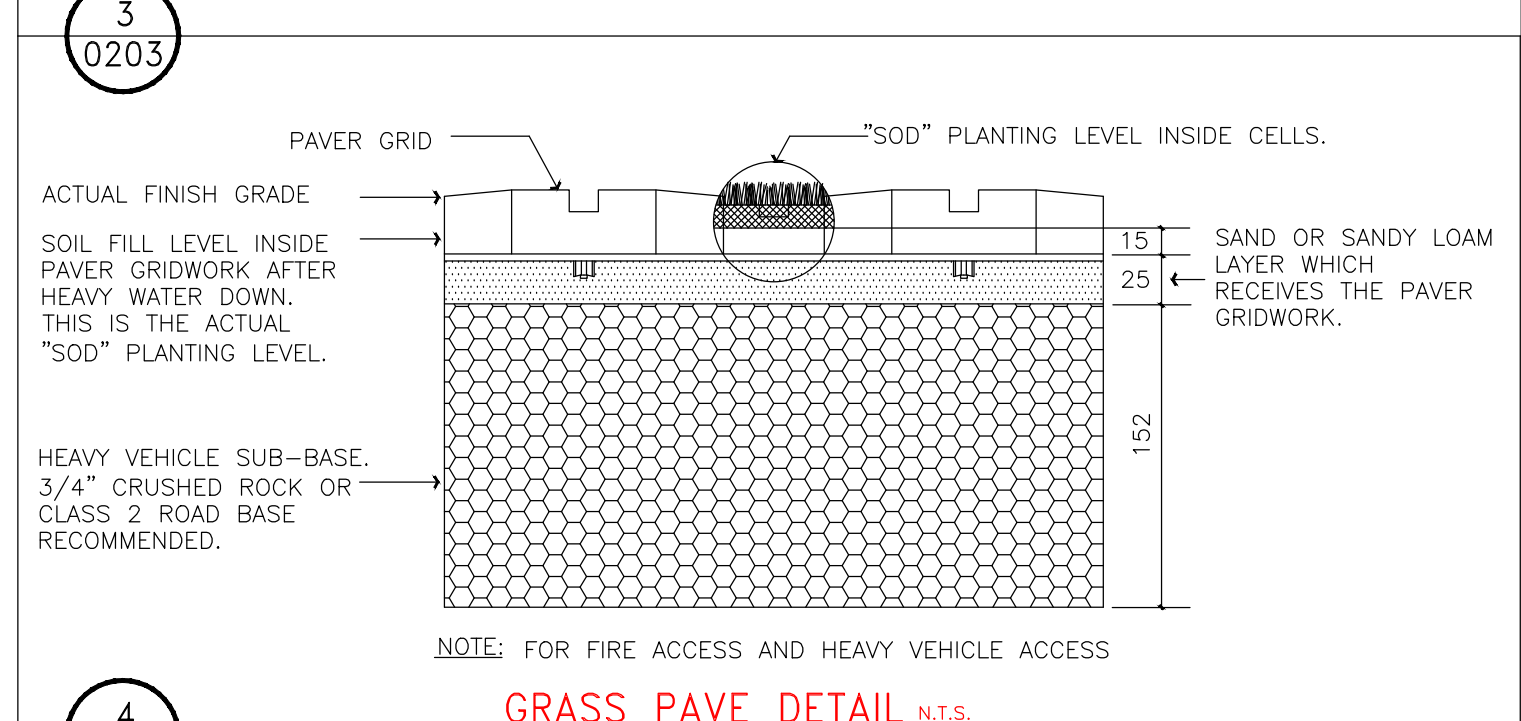 3
0203
PAVER GRID
"SOD" PLANTING LEVEL INSIDE CELLS.
ACTUAL FINISH GRADE
SOIL FILL LEVEL INSIDE
PAVER GRIDWORK AFTER
HEAVY WATER DOWN.
THIS IS THE ACTUAL
"SOD" PLANTING LEVEL.
15
25
SAND OR SANDY LOAM
LAYER WHICH
RECEIVES THE PAVER
GRIDWORK.
152
HEAVY VEHICLE SUB-BASE.
3/4" CRUSHED ROCK OR
CLASS 2 ROAD BASE
RECOMMENDED.
NOTE: FOR FIRE ACCESS AND HEAVY VEHICLE ACCESS
4
GRASS PAVE DETAIL N.T.S.